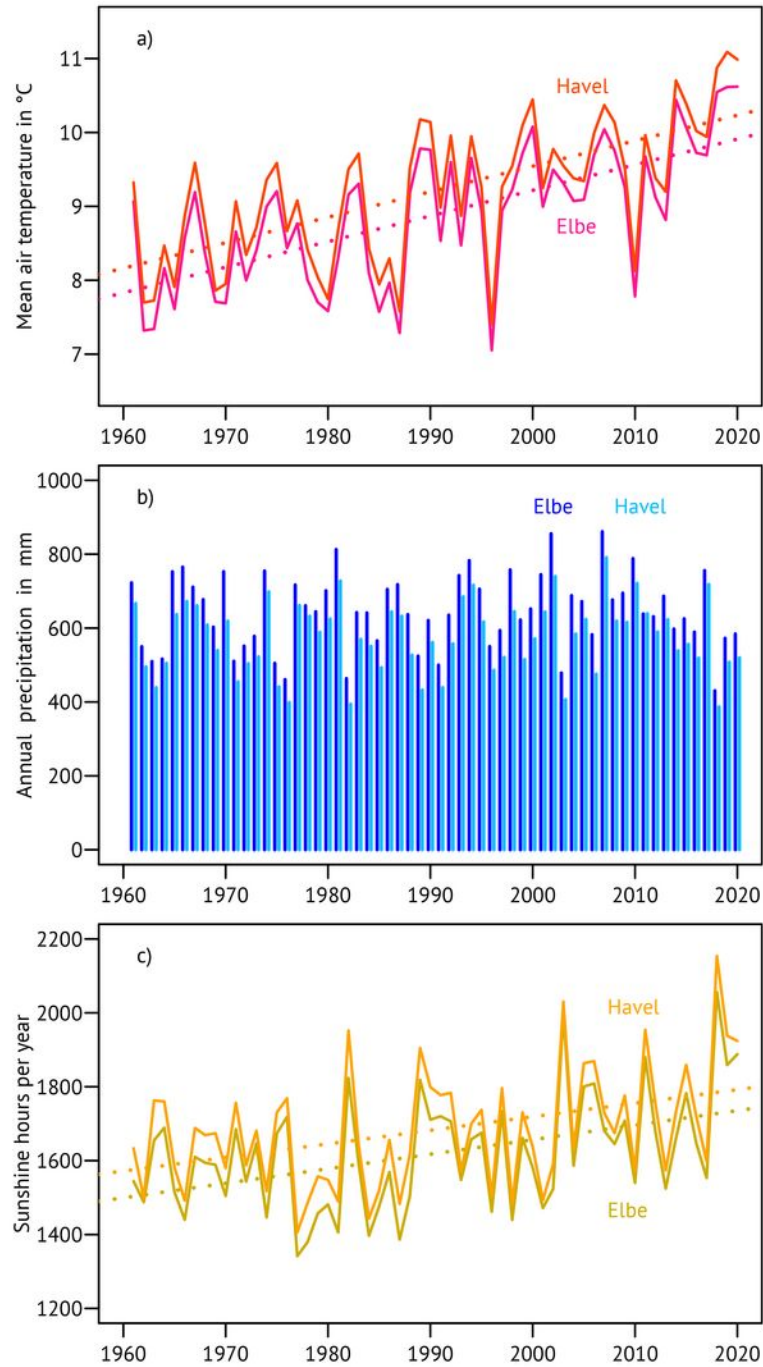 a)
Mean air temperature in °C
11
10
9
8
7
Havel
Elbe
1960 1970 1980 1990 2000 2010 2020
b)
Annual precipitation in mm
1000
800
600
400
200
0
Elbe Havel
1960 1970 1980 1990 2000 2010 2020
c)
Sunshine hours per year
2200
2000
1800
1600
1400
1200
Havel
Elbe
1960 1970 1980 1990 2000 2010 2020